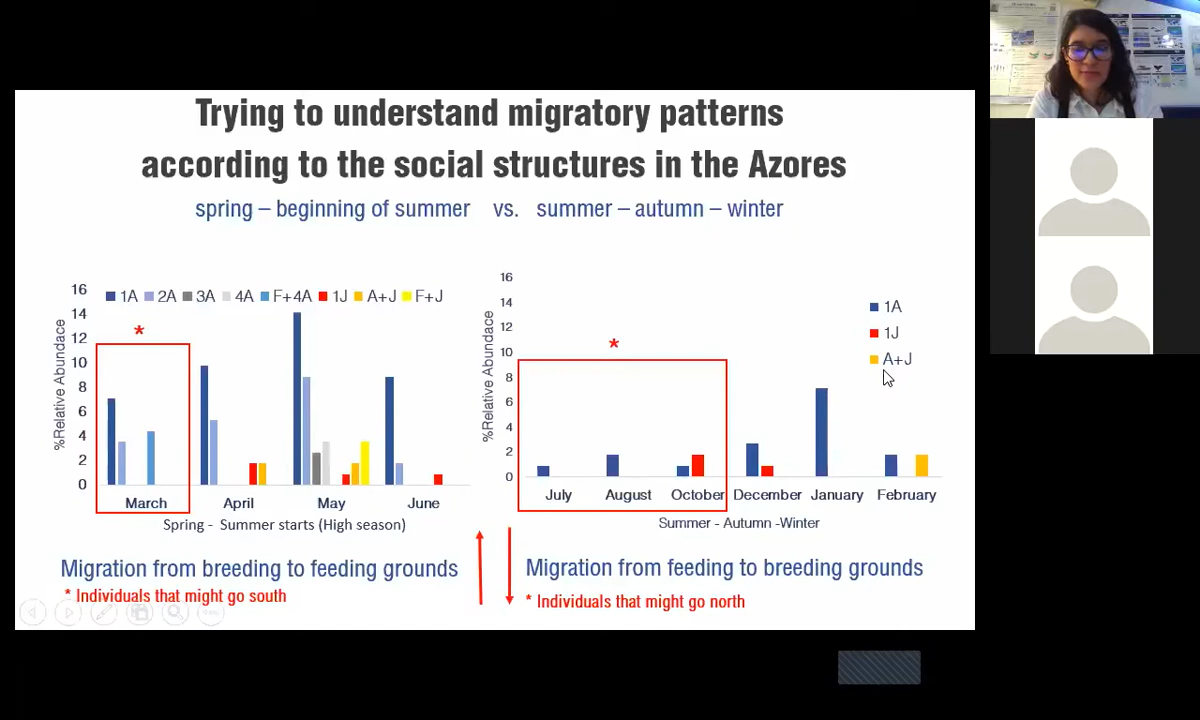 Trying to understand migratory patterns
according to the social structures in the Azores
spring – beginning of summer vs. summer – autumn – winter
%Relative Abundace
16
14
12
10
8
6
4
2
0
1A 2A 3A 4A F+4A 1J A+J F+J
*
March April May June
Spring - Summer starts (High season)
Migration from breeding to feeding grounds
* Individuals that might go south
%Relative Abundace
16
14
12
10
8
6
4
2
0
1A
1J
A+J
*
July August October December January February
Summer - Autumn -Winter
Migration from feeding to breeding grounds
* Individuals that might go north